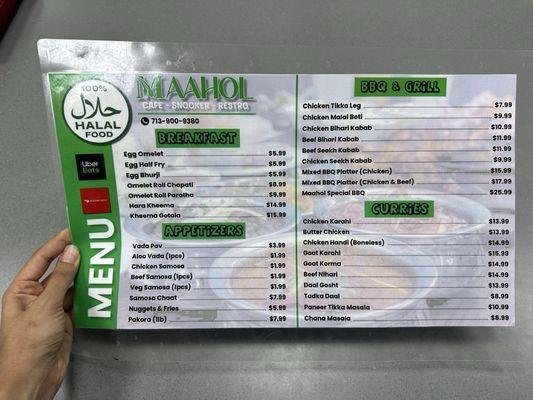 100%
حلال
HALAL
FOOD
Uber
Eats
MENU
MAAHOL
CAFE - SNOOKER - RESTRO
713-900-9380
BREAKFAST
Egg Omelet $5.99
Egg Half Fry $5.99
Egg Bhurji $5.99
Omelet Roll Chapati $8.99
Omelet Roll Paratha $9.99
Hara Kheema $14.99
Kheema Gotala $15.99
APPETIZERS
Vada Pav $3.99
Aloo Vada (1pcs) $1.99
Chicken Samosa $1.99
Beef Samosa (1pcs) $1.99
Veg Samosa (1pcs) $1.99
Samosa Chaat $7.99
Nuggets & Fries $5.99
Pakora (1lb) $7.99
BBQ & GRILL
Chicken Tikka Leg $7.99
Chicken Malai Boti $9.99
Chicken Bihari Kabab $10.99
Beef Bihari Kabab $11.99
Beef Seekh Kabab $11.99
Chicken Seekh Kabab $9.99
Mixed BBQ Platter (Chicken) $15.99
Mixed BBQ Platter (Chicken & Beef) $17.99
Maahol Special BBQ $25.99
CURRIES
Chicken Karahi $13.99
Butter Chicken $13.99
Chicken Handi (Boneless) $14.99
Goat Karahi $15.99
Goat Korma $14.99
Beef Nihari $14.99
Daal Gosht $13.99
Tadka Daal $8.99
Paneer Tikka Masala $10.99
Chana Masala $8.99